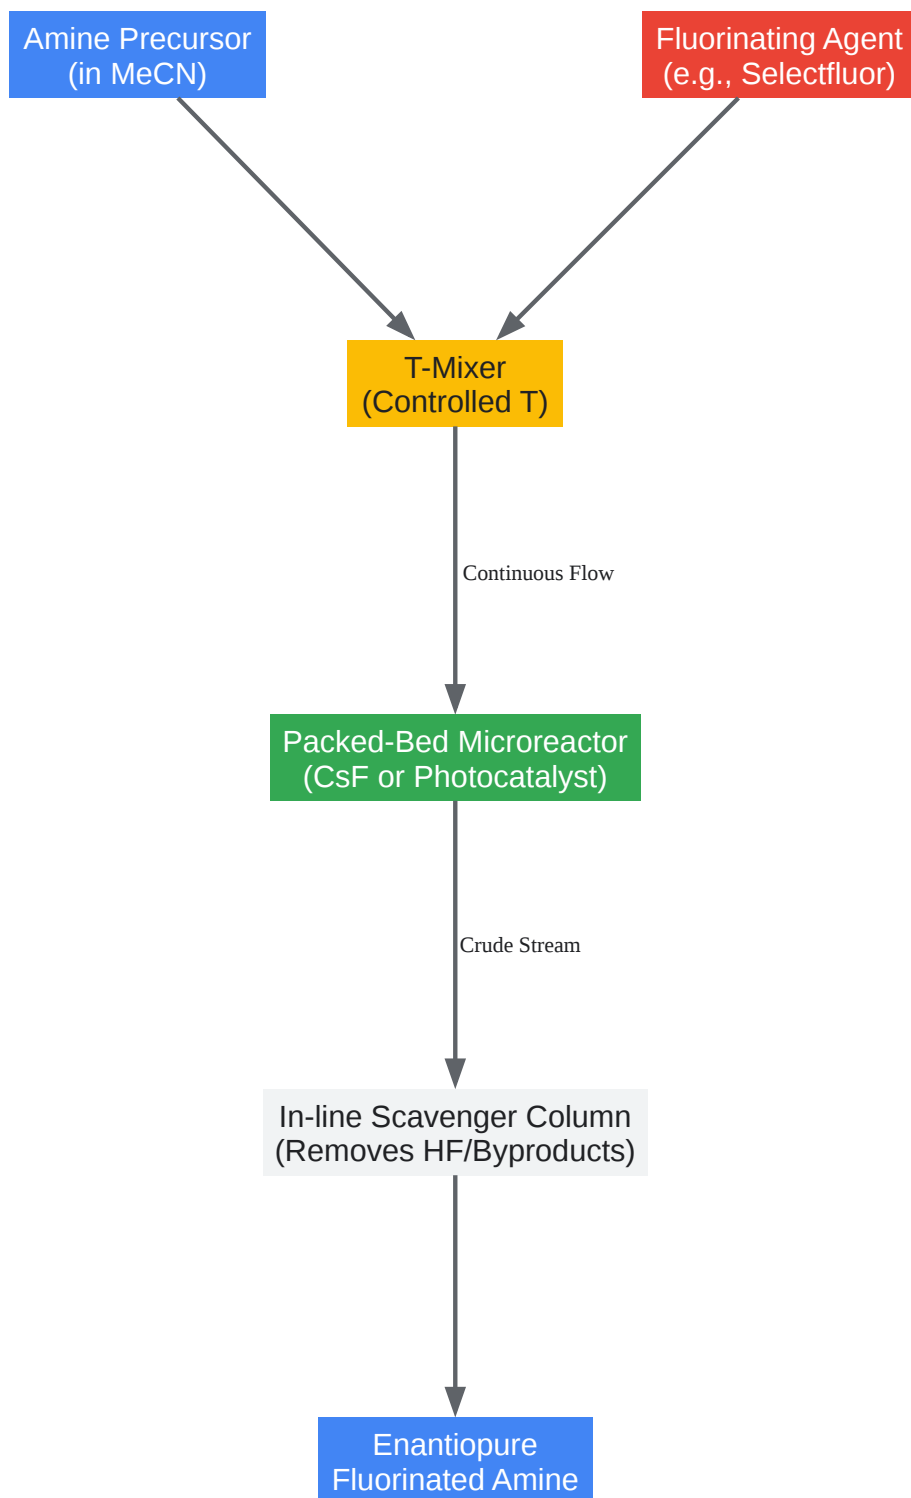 Amine Precursor
(in MeCN)
Fluorinating Agent
(e.g., Selectfluor)
T-Mixer
(Controlled T)
Continuous Flow
Packed-Bed Microreactor
(CsF or Photocatalyst)
Crude Stream
In-line Scavenger Column
(Removes HF/Byproducts)
Enantiopure
Fluorinated Amine